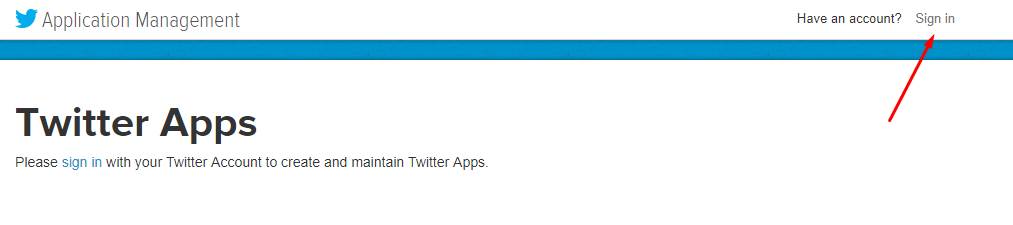 Application Management
Have an account? Sign in
Twitter Apps
Please sign in with your Twitter Account to create and maintain Twitter Apps.